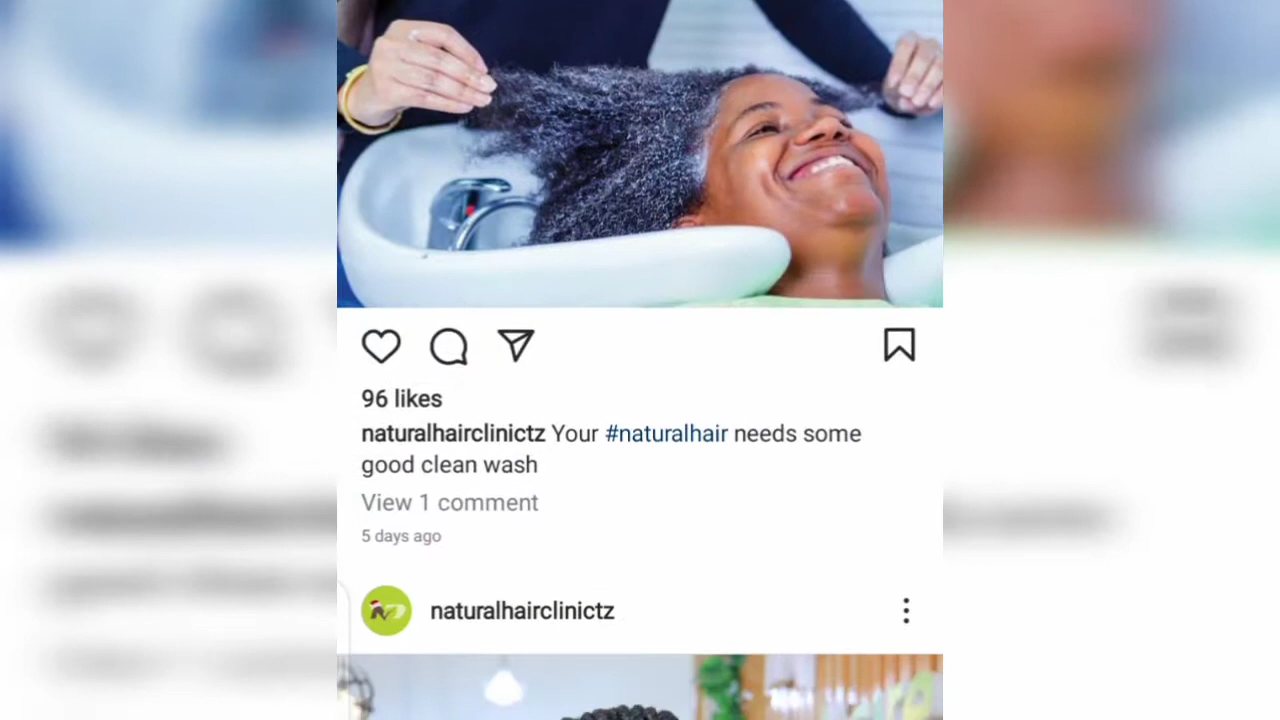 96 likes
naturalhairclinictz Your #naturalhair needs some
good clean wash
View 1 comment
5 days ago
naturalhairclinictz